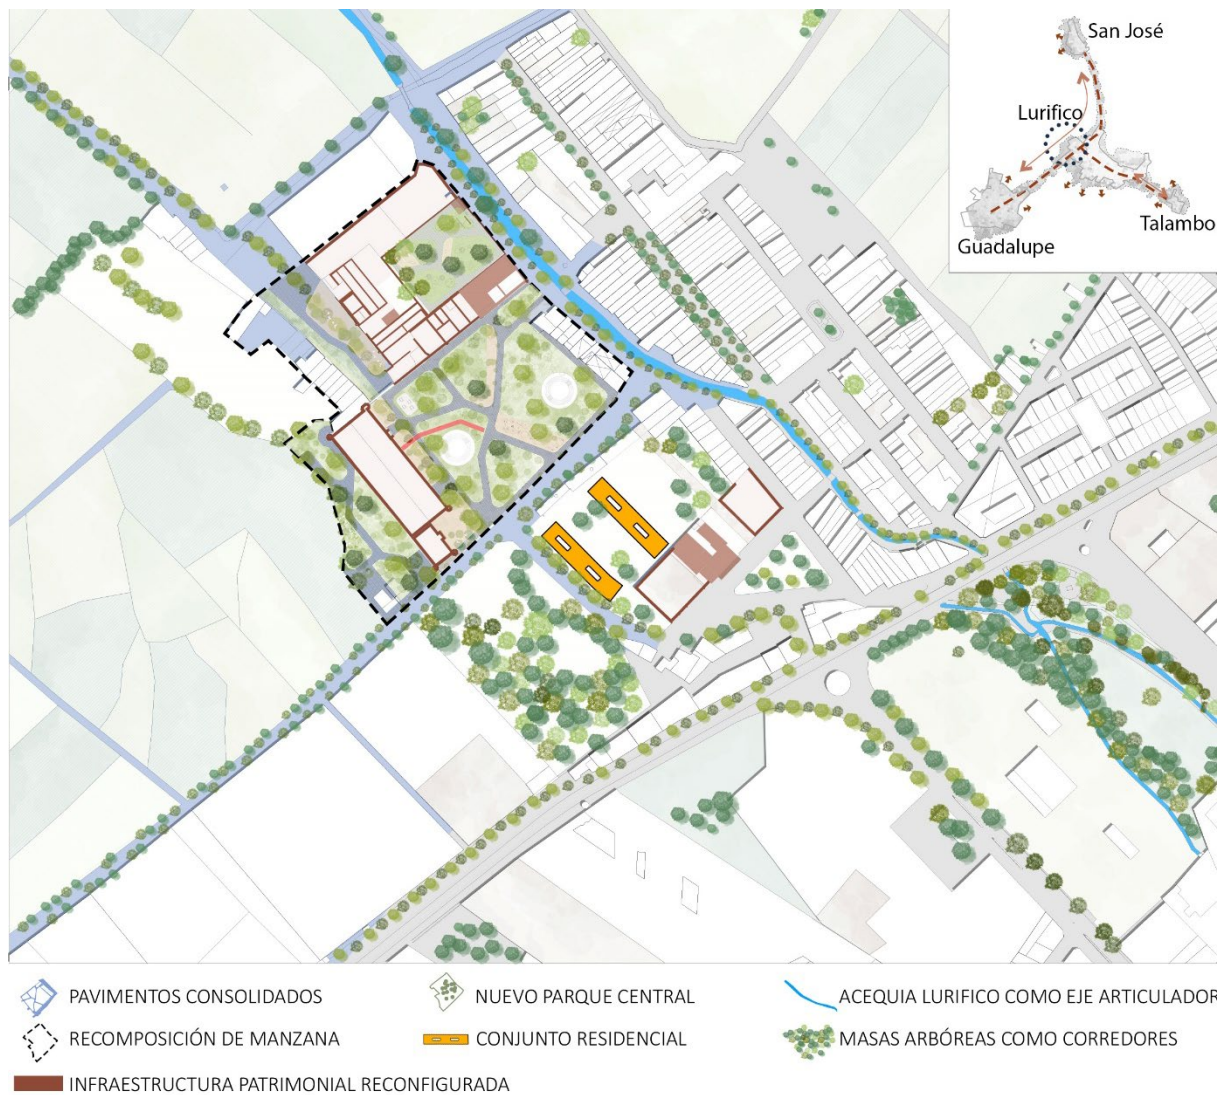 San José
Lurifico
Guadalupe
Talambo
PAVIMENTOS CONSOLIDADOS
NUEVO PARQUE CENTRAL
ACEQUIA LURIFICO COMO EJE ARTICULADOR
RECOMPOSICIÓN DE MANZANA
CONJUNTO RESIDENCIAL
MASAS ARBÓREAS COMO CORREDORES
INFRAESTRUCTURA PATRIMONIAL RECONFIGURADA